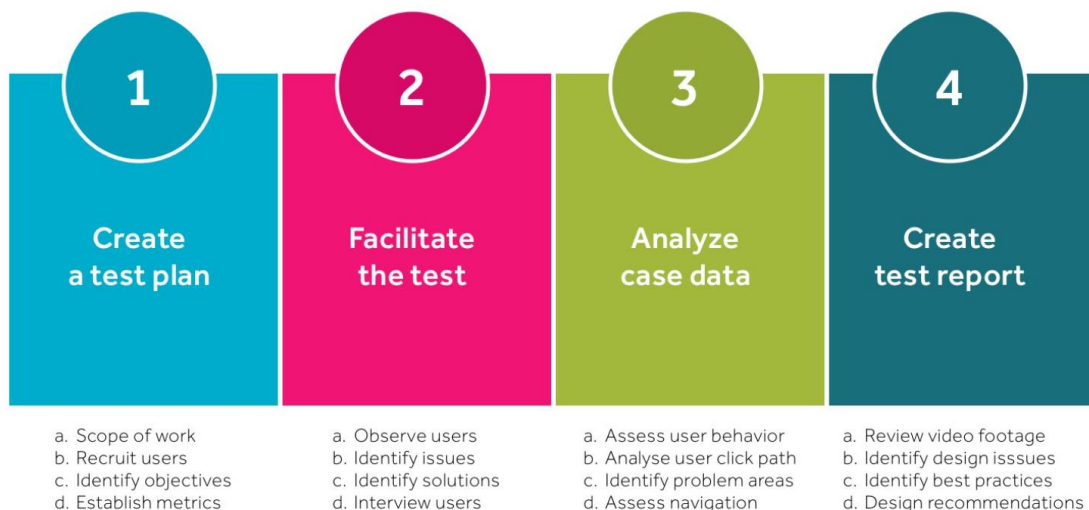 1
Create
a test plan
a. Scope of work
b. Recruit users
c. Identify objectives
d. Establish metrics
2
Facilitate
the test
a. Observe users
b. Identify issues
c. Identify solutions
d. Interview users
3
Analyze
case data
a. Assess user behavior
b. Analyse user click path
c. Identify problem areas
d. Assess navigation
4
Create
test report
a. Review video footage
b. Identify design isssues
c. Identify best practices
d. Design recommendations